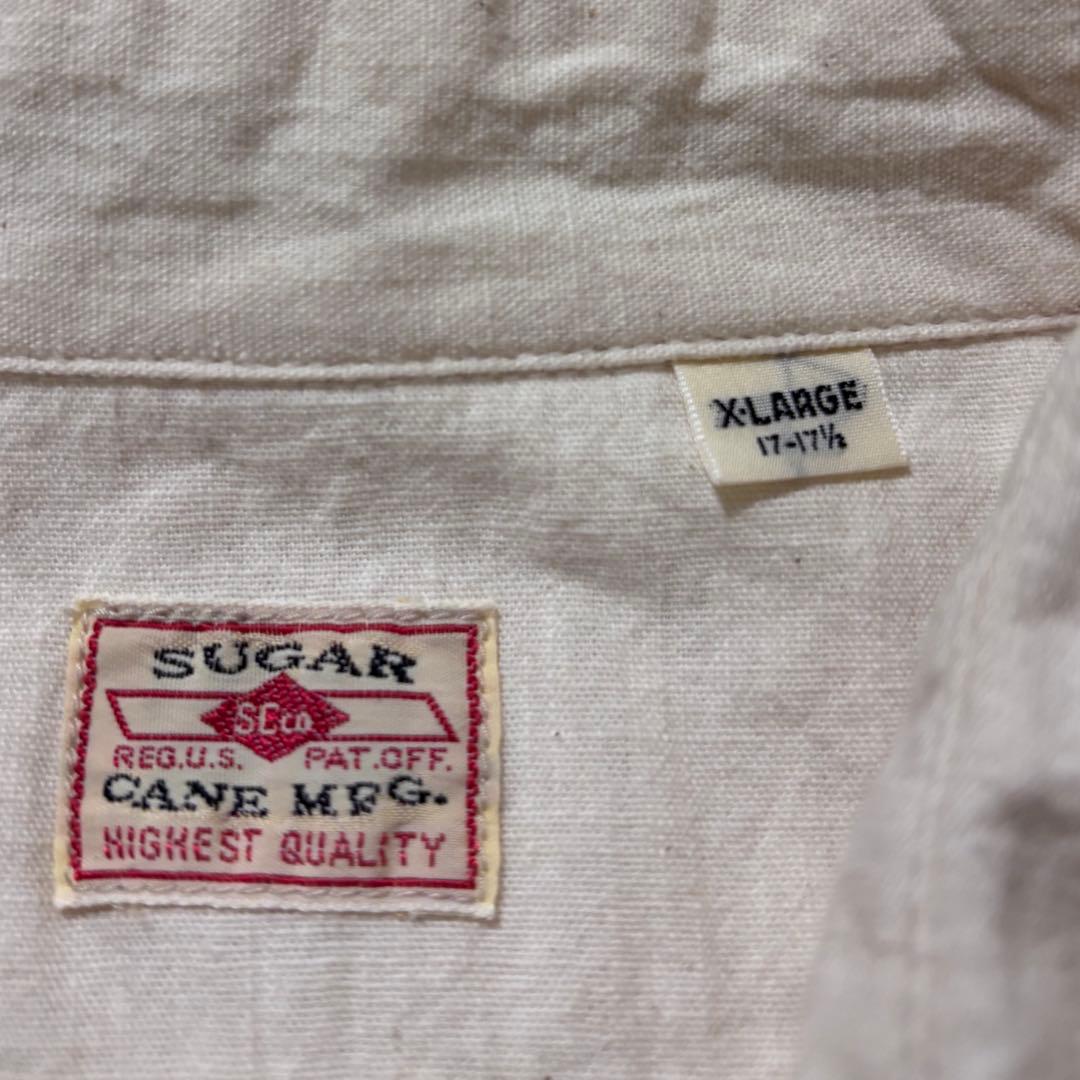 X-LARGE
17-17½
SUGAR
SCCO
REG.U.S. PAT.OFF.
CANE MFG.
HIGHEST QUALITY